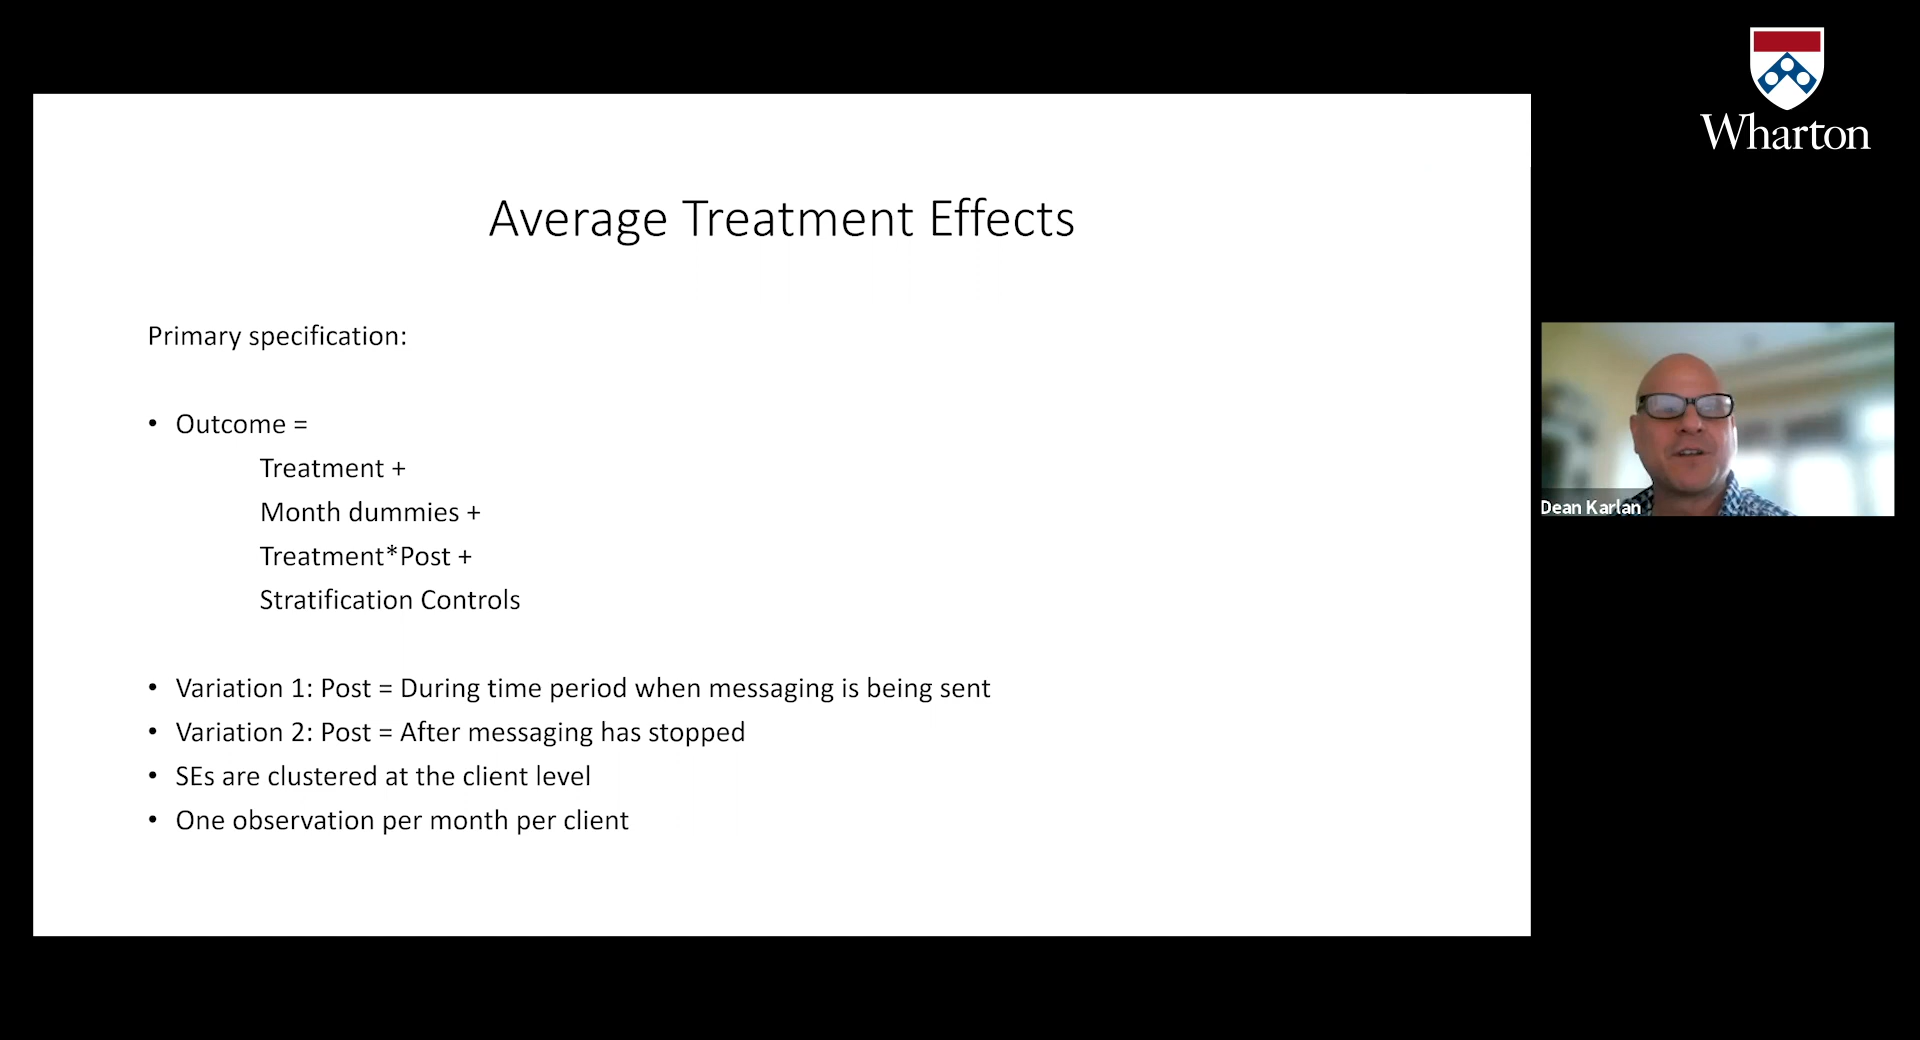 Wharton
Average Treatment Effects
Primary specification:
• Outcome =
Treatment +
Month dummies +
Treatment*Post +
Stratification Controls
• Variation 1: Post = During time period when messaging is being sent
• Variation 2: Post = After messaging has stopped
• SEs are clustered at the client level
• One observation per month per client
Dean Karlan